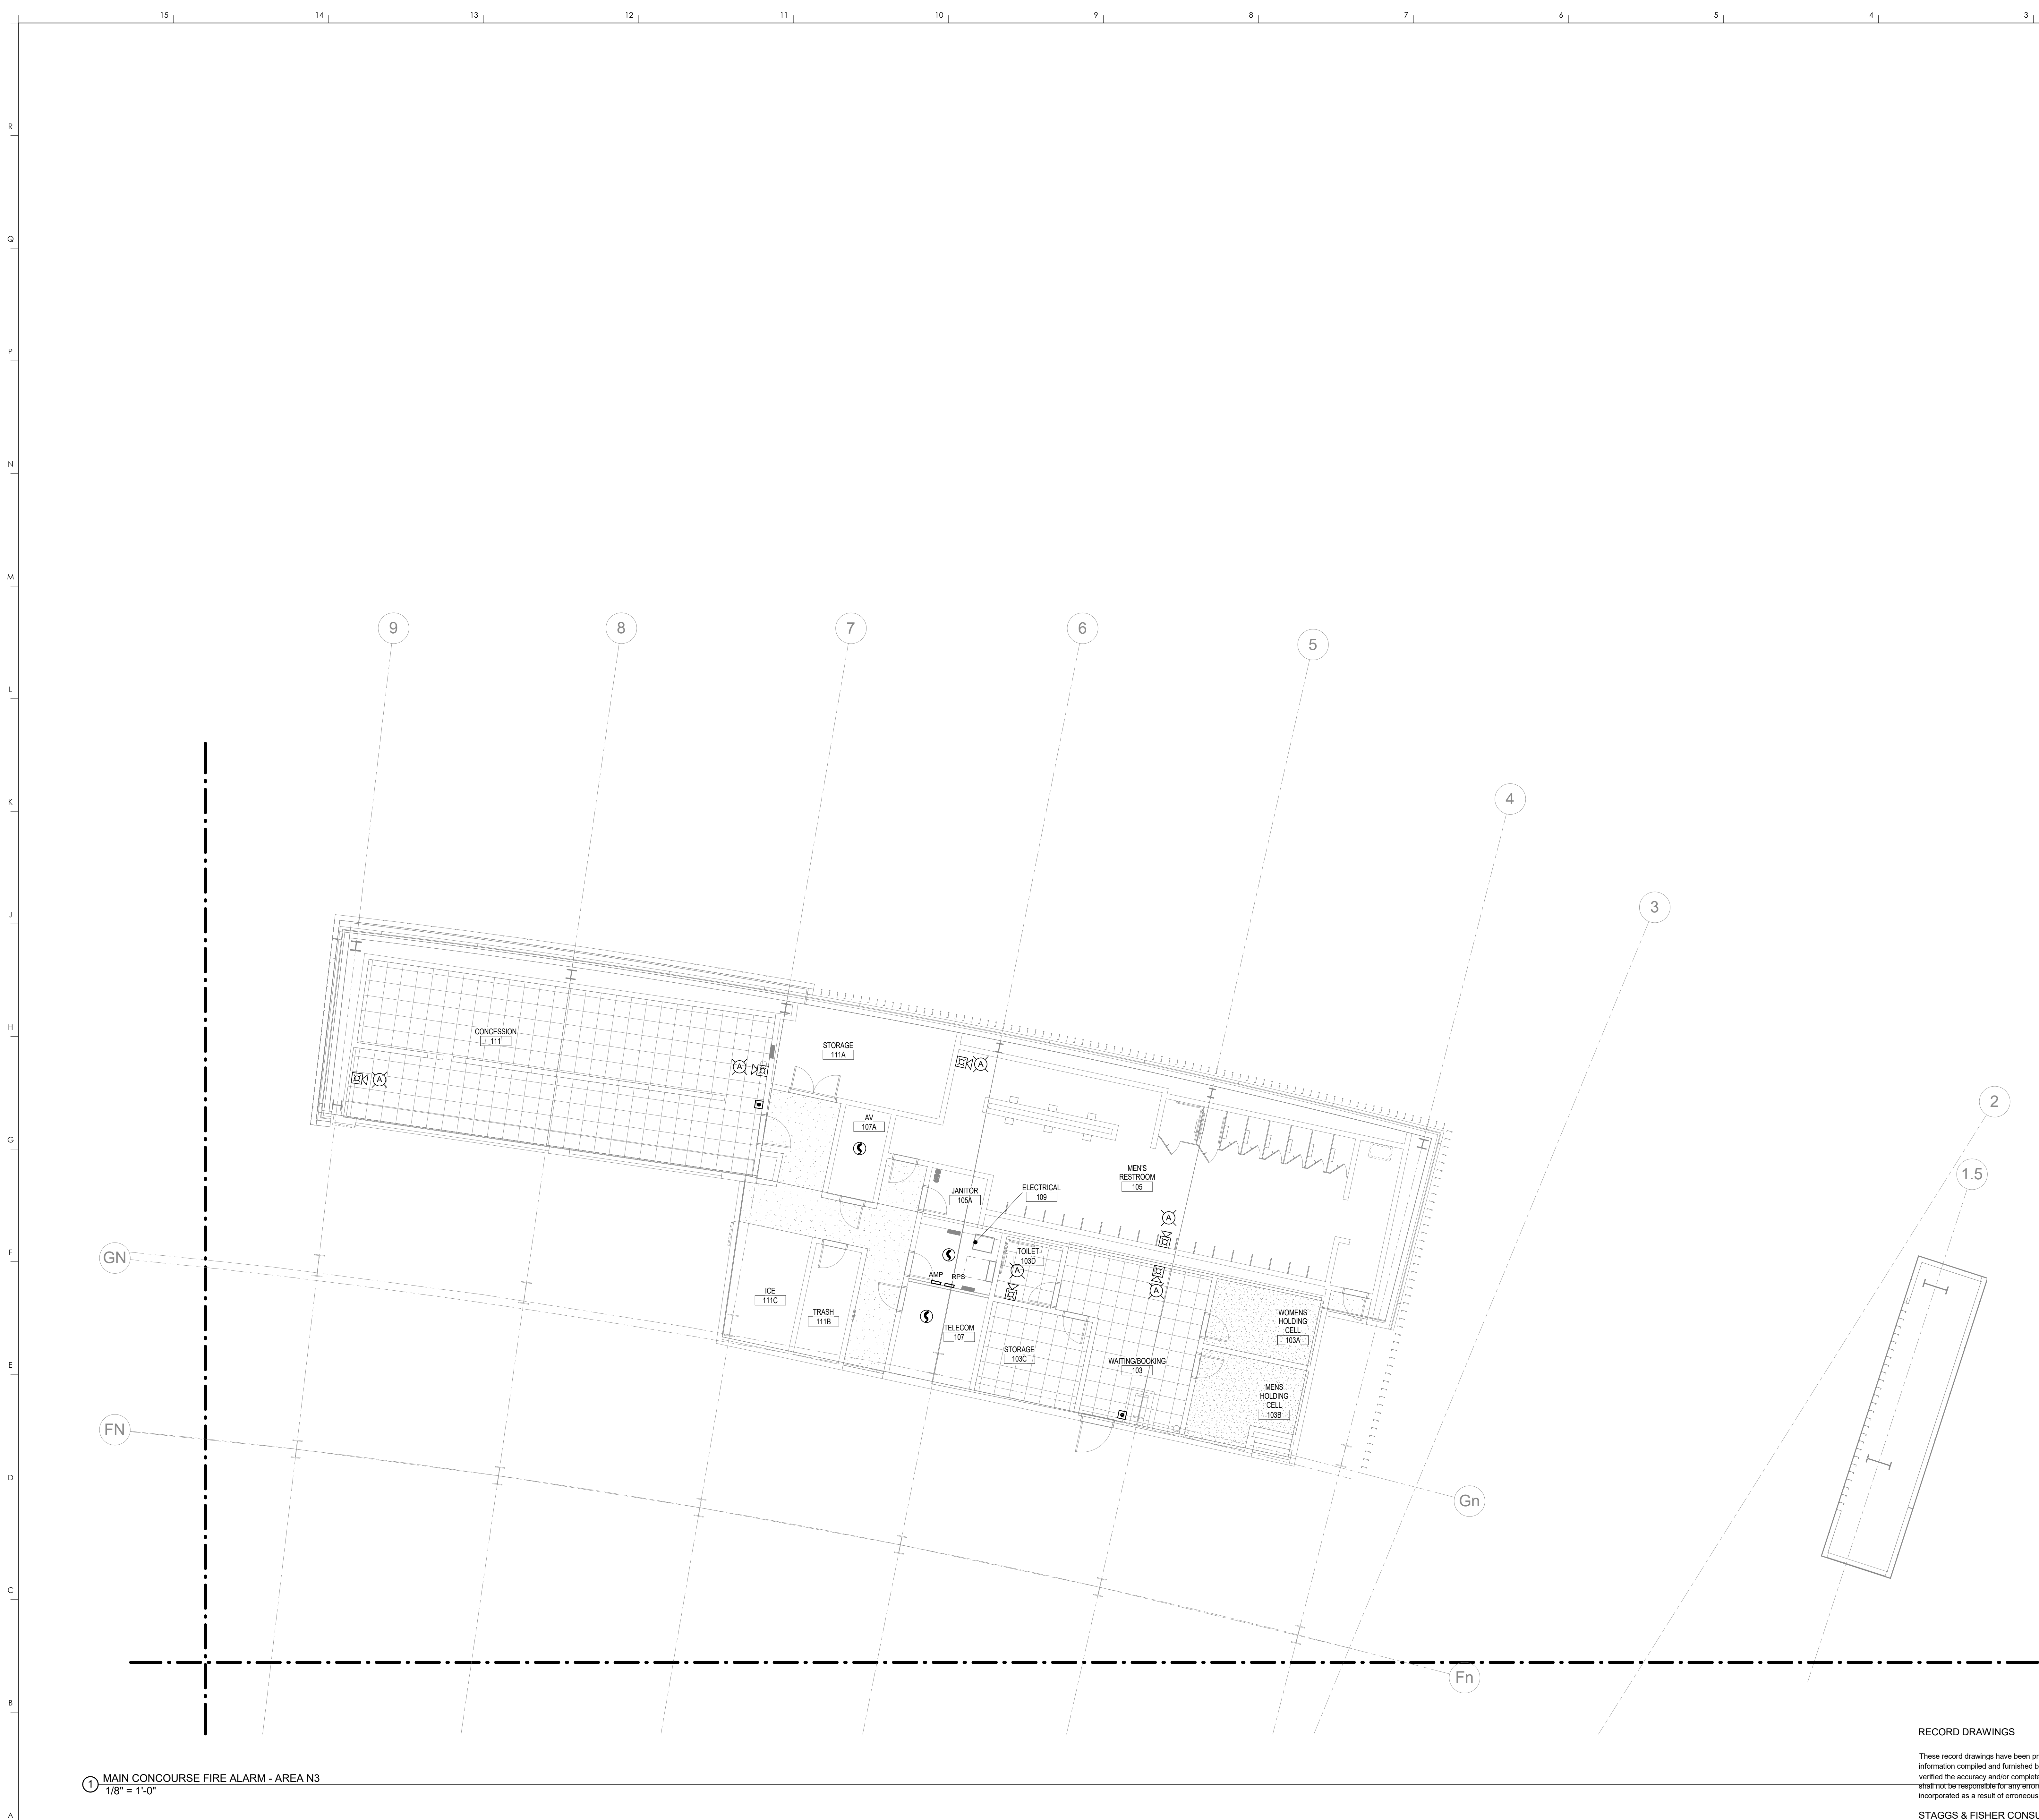 15 14 13 12 11 10 9 8 7 6 5 4 3
R
Q
P
N
M
L
K
J
H
G
F
E
D
C
B
A
9 8 7 6 5
4
3
2
1.5
CONCESSION
111
STORAGE
111A
A
A
A
AV
107A
MEN'S
RESTROOM
105
JANITOR
105A
ELECTRICAL
109
A
TOILET
103D
A
AMP RPS
A
GN
ICE
111C
TRASH
111B
TELECOM
107
STORAGE
103C
WAITING/BOOKING
103
WOMENS
HOLDING
CELL
103A
MENS
HOLDING
CELL
103B
FN
Gn
Fn
1 MAIN CONCOURSE FIRE ALARM - AREA N3
1/8" = 1'-0"
RECORD DRAWINGS
These record drawings have been
information compiled and furnished
verified the accuracy and/or
shall not be responsible for any
incorporated as a result of
STAGGS & FISHER